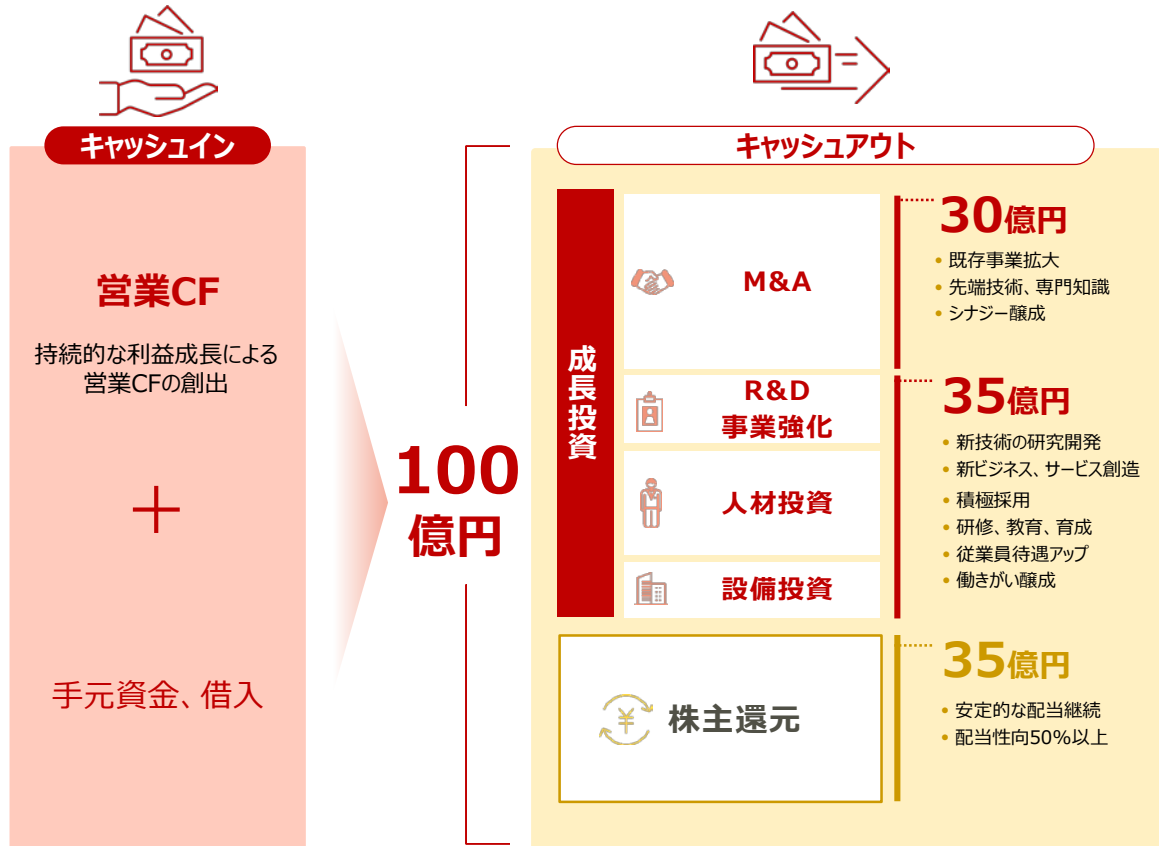 キャッシュイン
営業CF
持続的な利益成長による
営業CFの創出
＋
手元資金、借入
100
億円
キャッシュアウト
成長投資
M&A
30億円
• 既存事業拡大
• 先端技術、専門知識
• シナジー醸成
R&D
事業強化
人材投資
設備投資
35億円
• 新技術の研究開発
• 新ビジネス、サービス創造
• 積極採用
• 研修、教育、育成
• 従業員待遇アップ
• 働きがい醸成
¥
株主還元
35億円
• 安定的な配当継続
• 配当性向50%以上